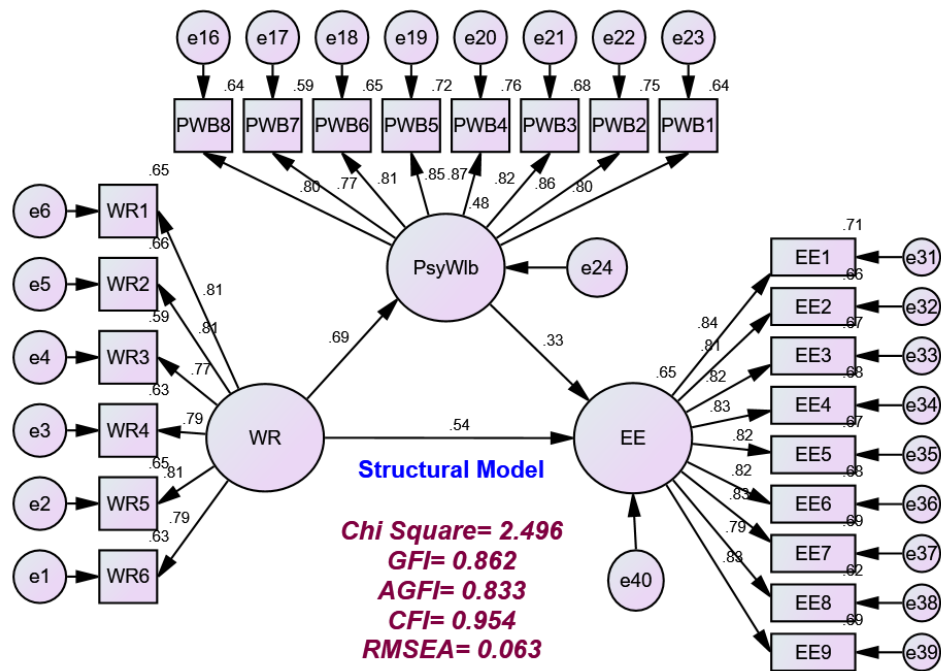 e16 e17 e18 e19 e20 e21 e22 e23
.64 .59 .65 .72 .76 .68 .75 .64
PWB8 PWB7 PWB6 PWB5 PWB4 PWB3 PWB2 PWB1
.80 .77 .81 .85 .87 .82 .86 .80
.48
PsyWlb
e24
.65
e6 WR1
.66
e5 WR2
.59
e4 WR3
.63
e3 WR4
.65
e2 WR5
.63
e1 WR6
.81
.81
.77
.79
.81
.79
WR
.69
.33
.54
.65
EE
e40
.84
.81
.82
.83
.82
.82
.83
.79
.83
.71
EE1 e31
.66
EE2 e32
.67
EE3 e33
.68
EE4 e34
.67
EE5 e35
.68
EE6 e36
.69
EE7 e37
.62
EE8 e38
.69
EE9 e39
Structural Model
Chi Square= 2.496
GFI= 0.862
AGFI= 0.833
CFI= 0.954
RMSEA= 0.063